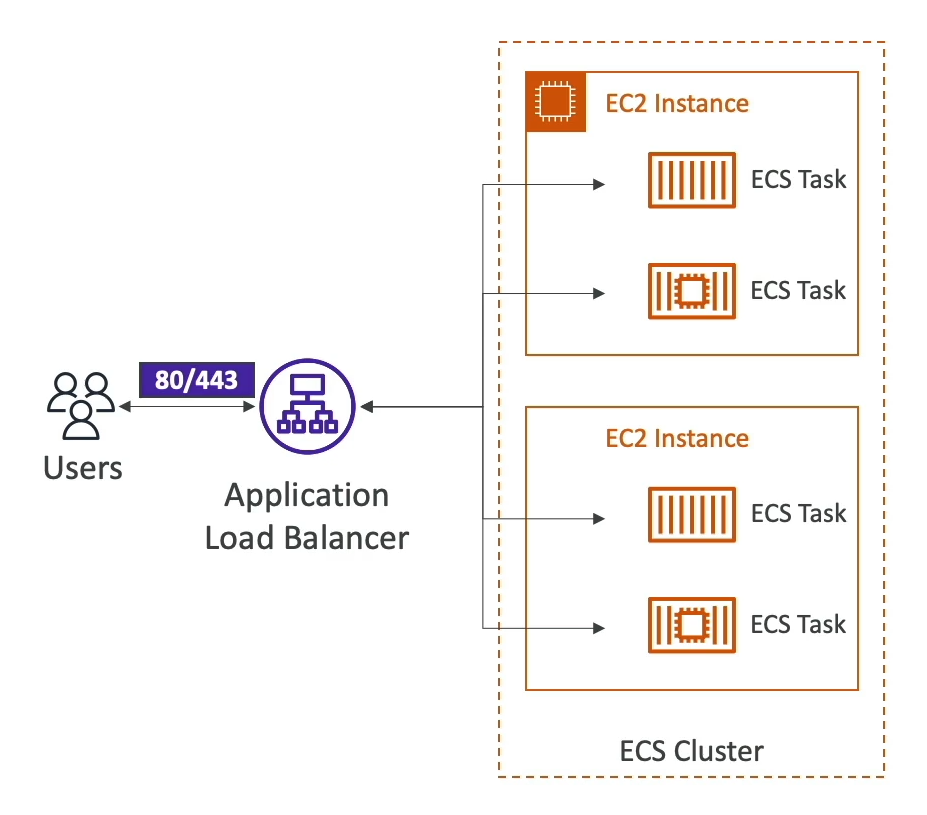 EC2 Instance
ECS Task
ECS Task
80/443
Users
Application
Load Balancer
EC2 Instance
ECS Task
ECS Task
ECS Cluster